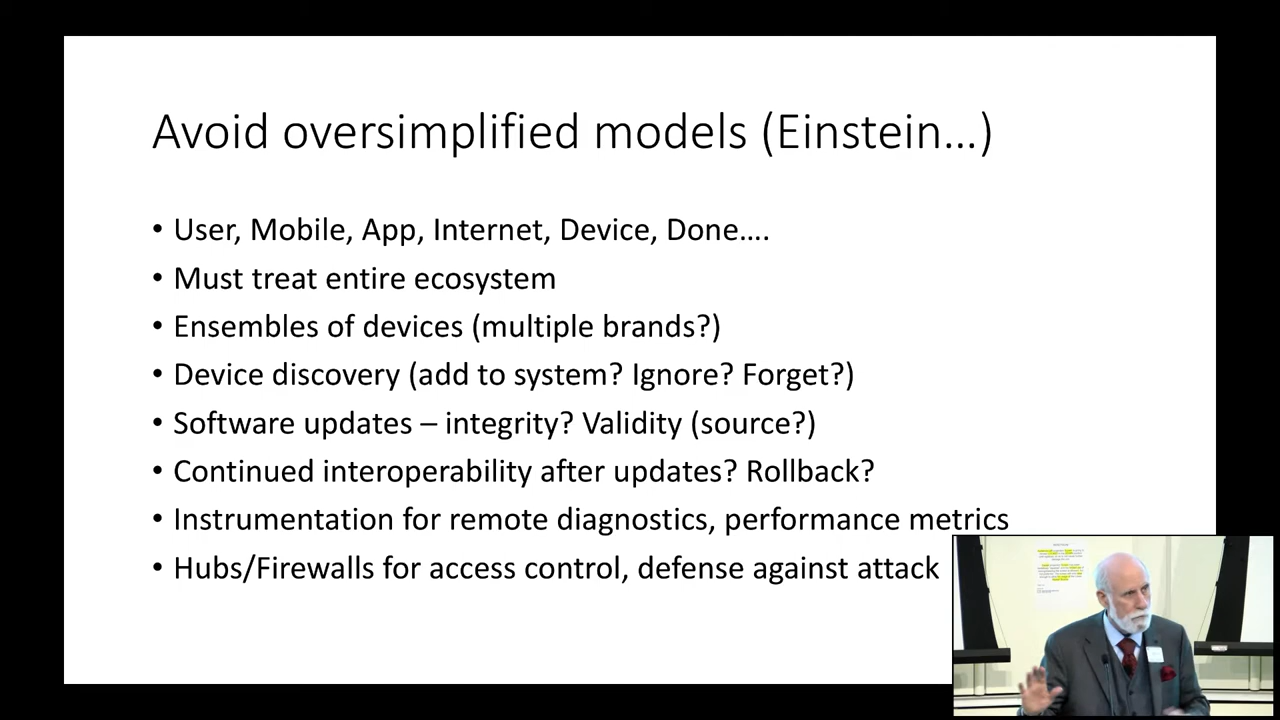 Avoid oversimplified models (Einstein...)
• User, Mobile, App, Internet, Device, Done....
• Must treat entire ecosystem
• Ensembles of devices (multiple brands?)
• Device discovery (add to system? Ignore? Forget?)
• Software updates – integrity? Validity (source?)
• Continued interoperability after updates? Rollback?
• Instrumentation for remote diagnostics, performance metrics
• Hubs/Firewalls for access control, defense against attack